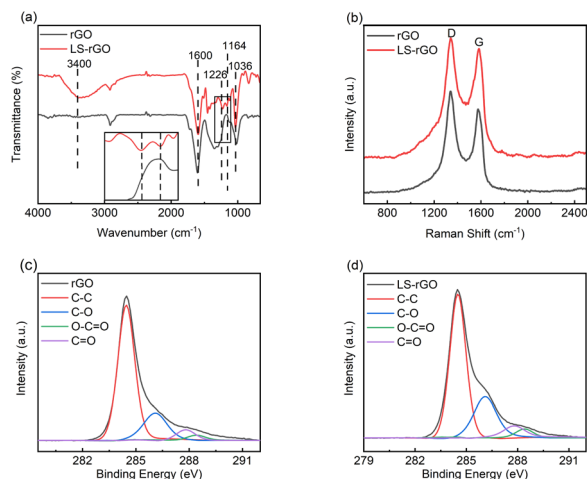 (a)
rGO
LS-rGO
3400
1600
1226
1164
1036
Transmittance (%)
4000
3000
2000
1000
Wavenumber (cm⁻¹)
(b)
rGO
LS-rGO
D
G
Intensity (a.u.)
800
1200
1600
2000
2400
Raman Shift (cm⁻¹)
(c)
rGO
C-C
C-O
O-C=O
C=O
Intensity (a.u.)
282
285
288
291
Binding Energy (eV)
(d)
LS-rGO
C-C
C-O
O-C=O
C=O
Intensity (a.u.)
279
282
285
288
291
Binding Energy (eV)